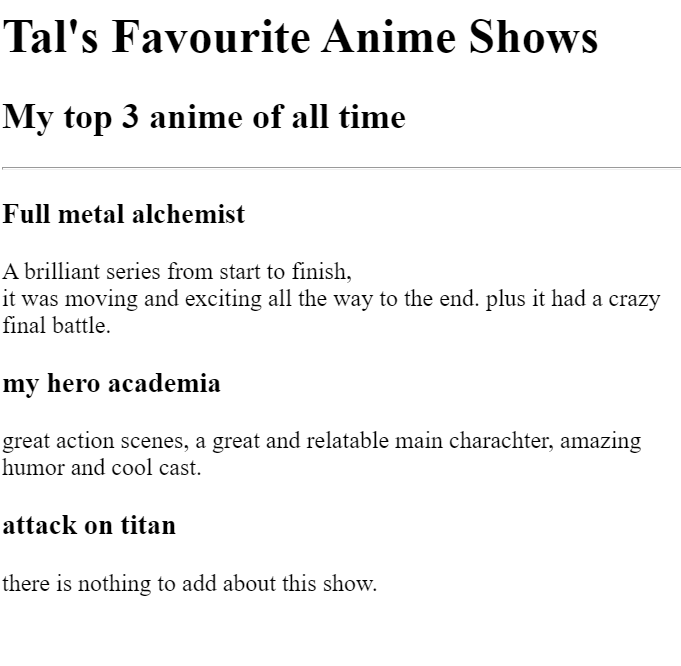 Tal's Favourite Anime Shows
My top 3 anime of all time
Full metal alchemist
A brilliant series from start to finish,
it was moving and exciting all the way to the end. plus it had a crazy
final battle.
my hero academia
great action scenes, a great and relatable main charachter, amazing
humor and cool cast.
attack on titan
there is nothing to add about this show.